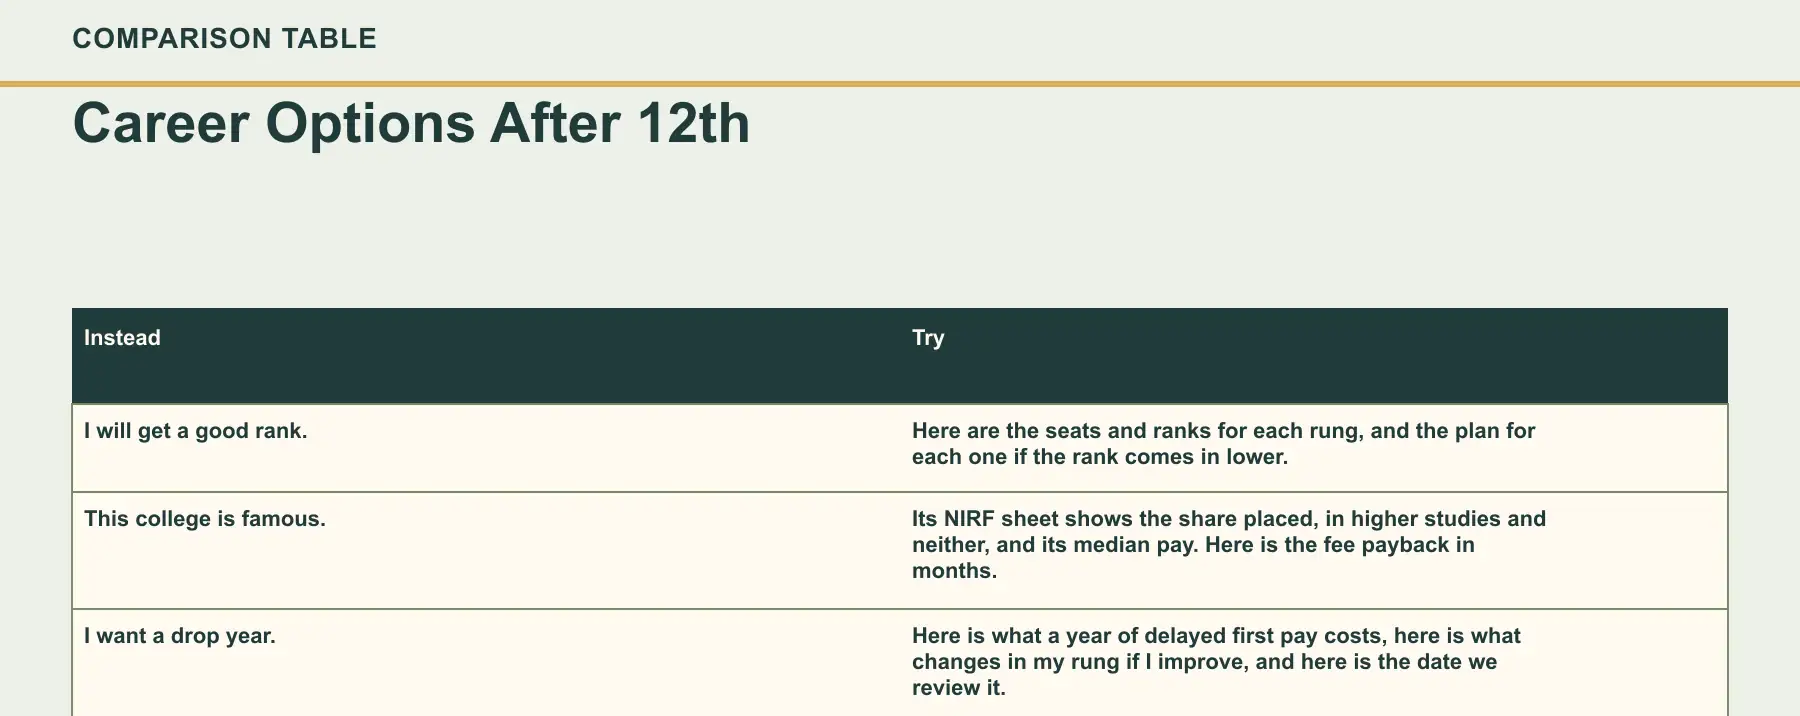 COMPARISON TABLE
Career Options After 12th
Instead
Try
I will get a good rank.
Here are the seats and ranks for each rung, and the plan for
each one if the rank comes in lower.
This college is famous.
Its NIRF sheet shows the share placed, in higher studies and
neither, and its median pay. Here is the fee payback in
months.
I want a drop year.
Here is what a year of delayed first pay costs, here is what
changes in my rung if I improve, and here is the date we
review it.